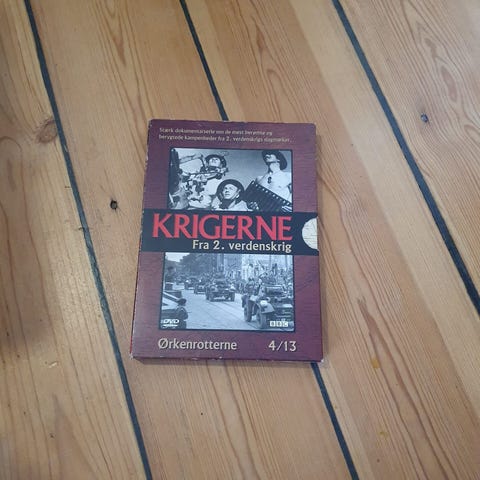 Stærk dokumentarserie om de mest berømte og
berygtede kampenheder fra 2. verdenskrigs slagmarker.
KRIGERNE
Fra 2. verdenskrig
DVD
BBC
Ørkenrotterne 4/13